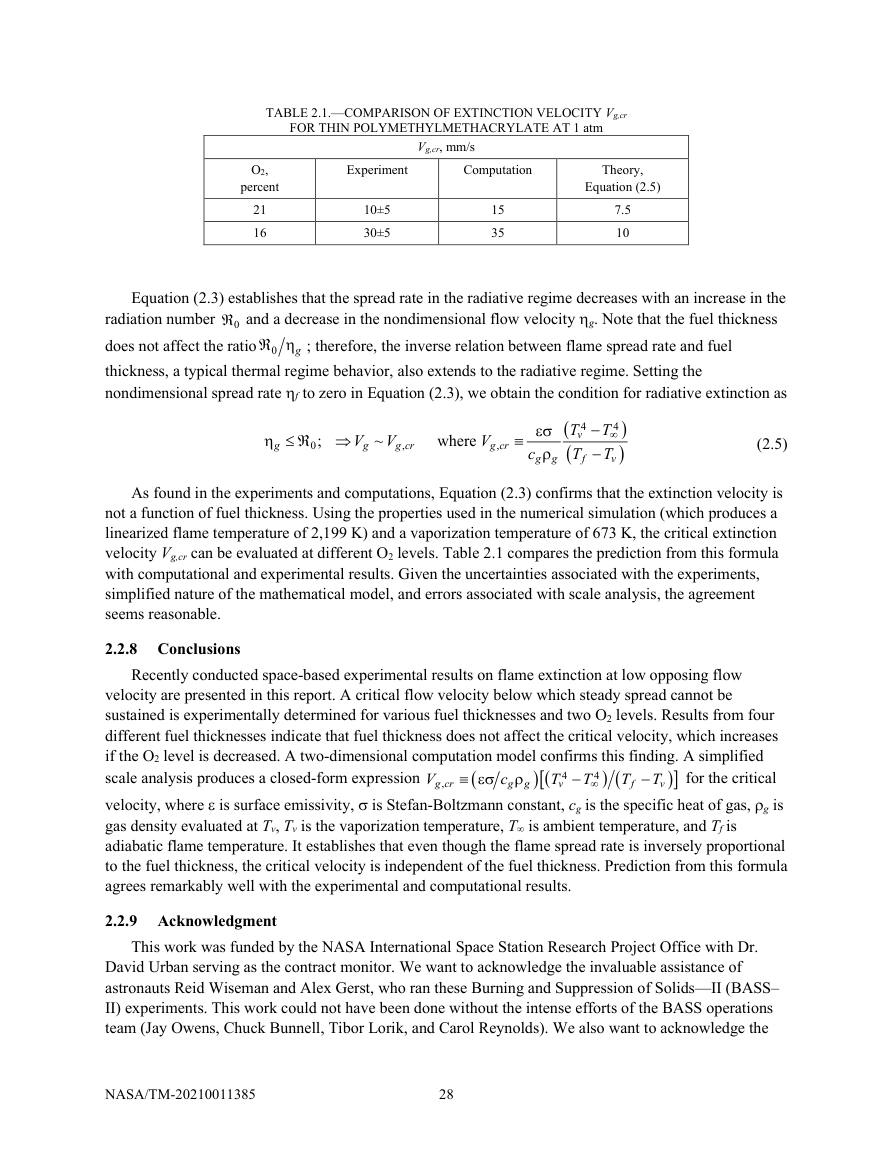 TABLE 2.1.—COMPARISON OF EXTINCTION VELOCITY Vg,cr
FOR THIN POLYMETHYLMETHACRYLATE AT 1 atm
Vg,cr, mm/s
O2, percent Experiment Computation Theory, Equation (2.5)
21 10±5 15 7.5
16 30±5 35 10
Equation (2.3) establishes that the spread rate in the radiative regime decreases with an increase in the
radiation number ℜ0 and a decrease in the nondimensional flow velocity ηg. Note that the fuel thickness
does not affect the ratio ℜ0/ηg ; therefore, the inverse relation between flame spread rate and fuel
thickness, a typical thermal regime behavior, also extends to the radiative regime. Setting the
nondimensional spread rate ηf to zero in Equation (2.3), we obtain the condition for radiative extinction as
ηg ≤ ℜ0; ⇒ Vg ~ Vg,cr where Vg,cr ≡ εσ/(cgρg) (Tv^4 − T∞^4)/(Tf − Tv) (2.5)
As found in the experiments and computations, Equation (2.3) confirms that the extinction velocity is
not a function of fuel thickness. Using the properties used in the numerical simulation (which produces a
linearized flame temperature of 2,199 K) and a vaporization temperature of 673 K, the critical extinction
velocity Vg,cr can be evaluated at different O2 levels. Table 2.1 compares the prediction from this formula
with computational and experimental results. Given the uncertainties associated with the experiments,
simplified nature of the mathematical model, and errors associated with scale analysis, the agreement
seems reasonable.
2.2.8 Conclusions
Recently conducted space-based experimental results on flame extinction at low opposing flow
velocity are presented in this report. A critical flow velocity below which steady spread cannot be
sustained is experimentally determined for various fuel thicknesses and two O2 levels. Results from four
different fuel thicknesses indicate that fuel thickness does not affect the critical velocity, which increases
if the O2 level is decreased. A two-dimensional computation model confirms this finding. A simplified
scale analysis produces a closed-form expression Vg,cr ≡ (εσ/cgρg)[(Tv^4 − T∞^4)/(Tf − Tv)] for the critical
velocity, where ε is surface emissivity, σ is Stefan-Boltzmann constant, cg is the specific heat of gas, ρg is
gas density evaluated at Tv, Tv is the vaporization temperature, T∞ is ambient temperature, and Tf is
adiabatic flame temperature. It establishes that even though the flame spread rate is inversely proportional
to the fuel thickness, the critical velocity is independent of the fuel thickness. Prediction from this formula
agrees remarkably well with the experimental and computational results.
2.2.9 Acknowledgment
This work was funded by the NASA International Space Station Research Project Office with Dr.
David Urban serving as the contract monitor. We want to acknowledge the invaluable assistance of
astronauts Reid Wiseman and Alex Gerst, who ran these Burning and Suppression of Solids—II (BASS–
II) experiments. This work could not have been done without the intense efforts of the BASS operations
team (Jay Owens, Chuck Bunnell, Tibor Lorik, and Carol Reynolds). We also want to acknowledge the
NASA/TM-20210011385 28